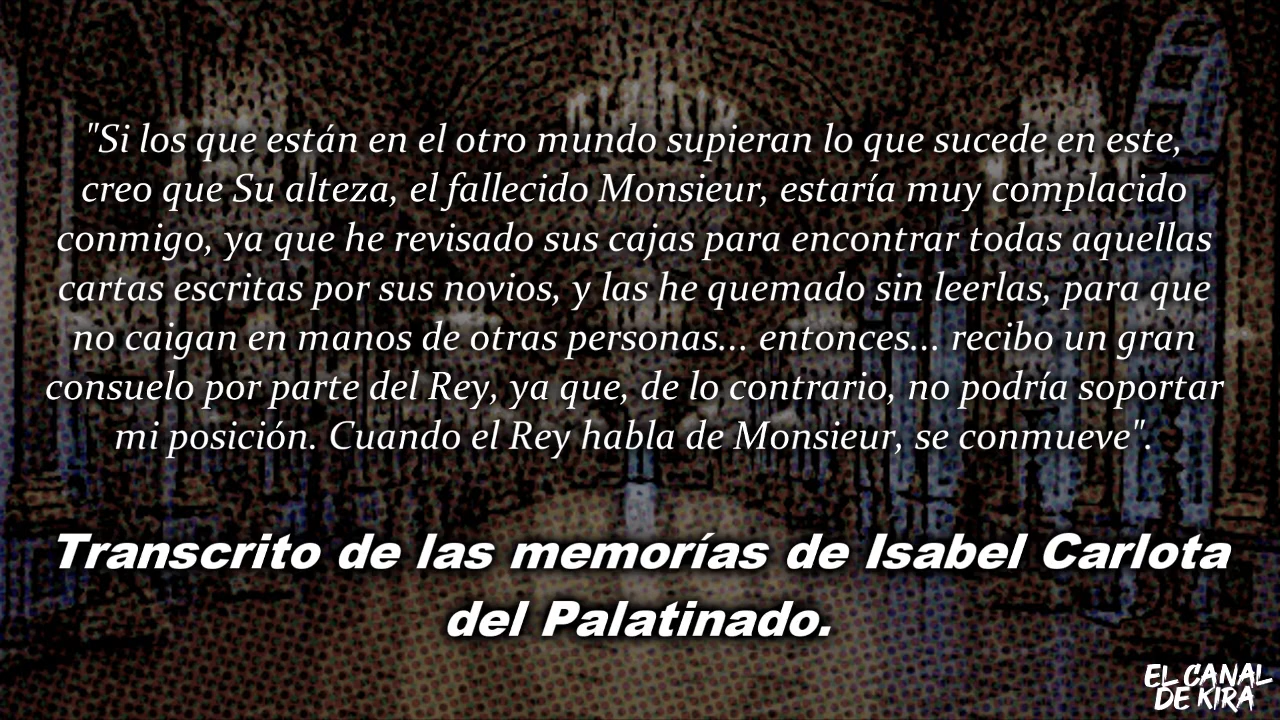 "Si los que están en el otro mundo supieran lo que sucede en este,
creo que Su alteza, el fallecido Monsieur, estaría muy complacido
conmigo, ya que he revisado sus cajas para encontrar todas aquellas
cartas escritas por sus novios, y las he quemado sin leerlas, para que
no caigan en manos de otras personas... entonces... recibo un gran
consuelo por parte del Rey, ya que, de lo contrario, no podría soportar
mi posición. Cuando el Rey habla de Monsieur, se conmueve".
Transcrito de las memorías de Isabel Carlota
del Palatinado.
EL CANAL
DE KIRA